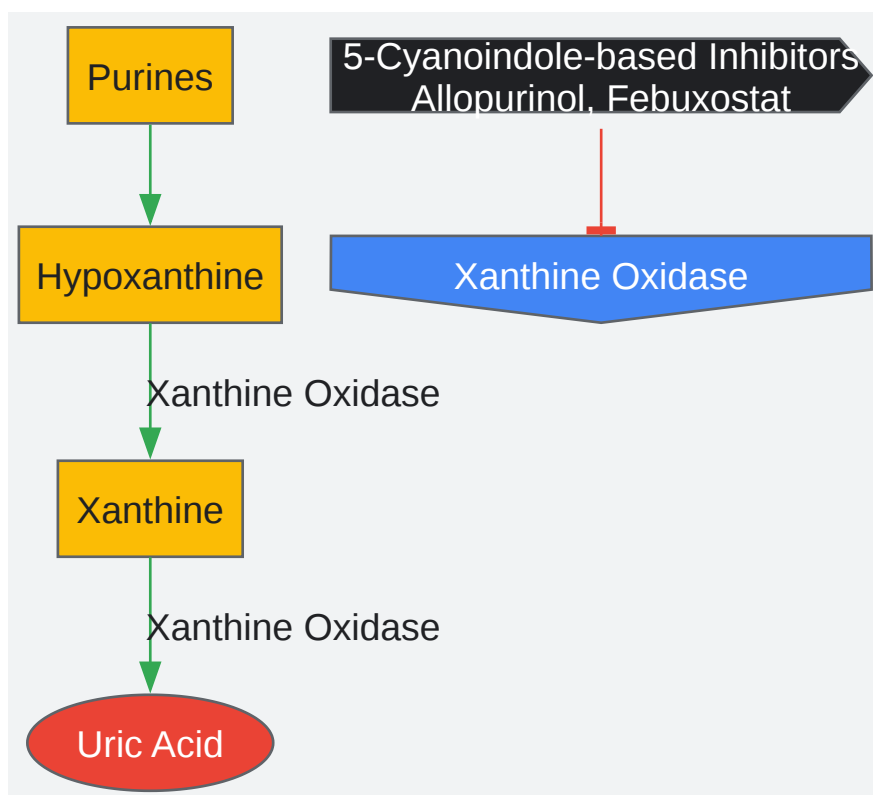 Purines
5-Cyanoindole-based Inhibitors
Allopurinol, Febuxostat
Hypoxanthine
Xanthine Oxidase
Xanthine Oxidase
Xanthine
Xanthine Oxidase
Uric Acid